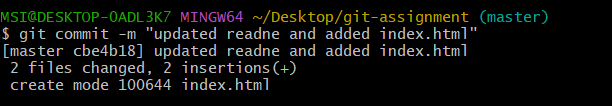 MSI@DESKTOP-OADL3K7 MINGW64 ~/Desktop/git-assignment (master)
$ git commit -m "updated readne and added index.html"
[master cbe4b18] updated readne and added index.html
 2 files changed, 2 insertions(+)
 create mode 100644 index.html